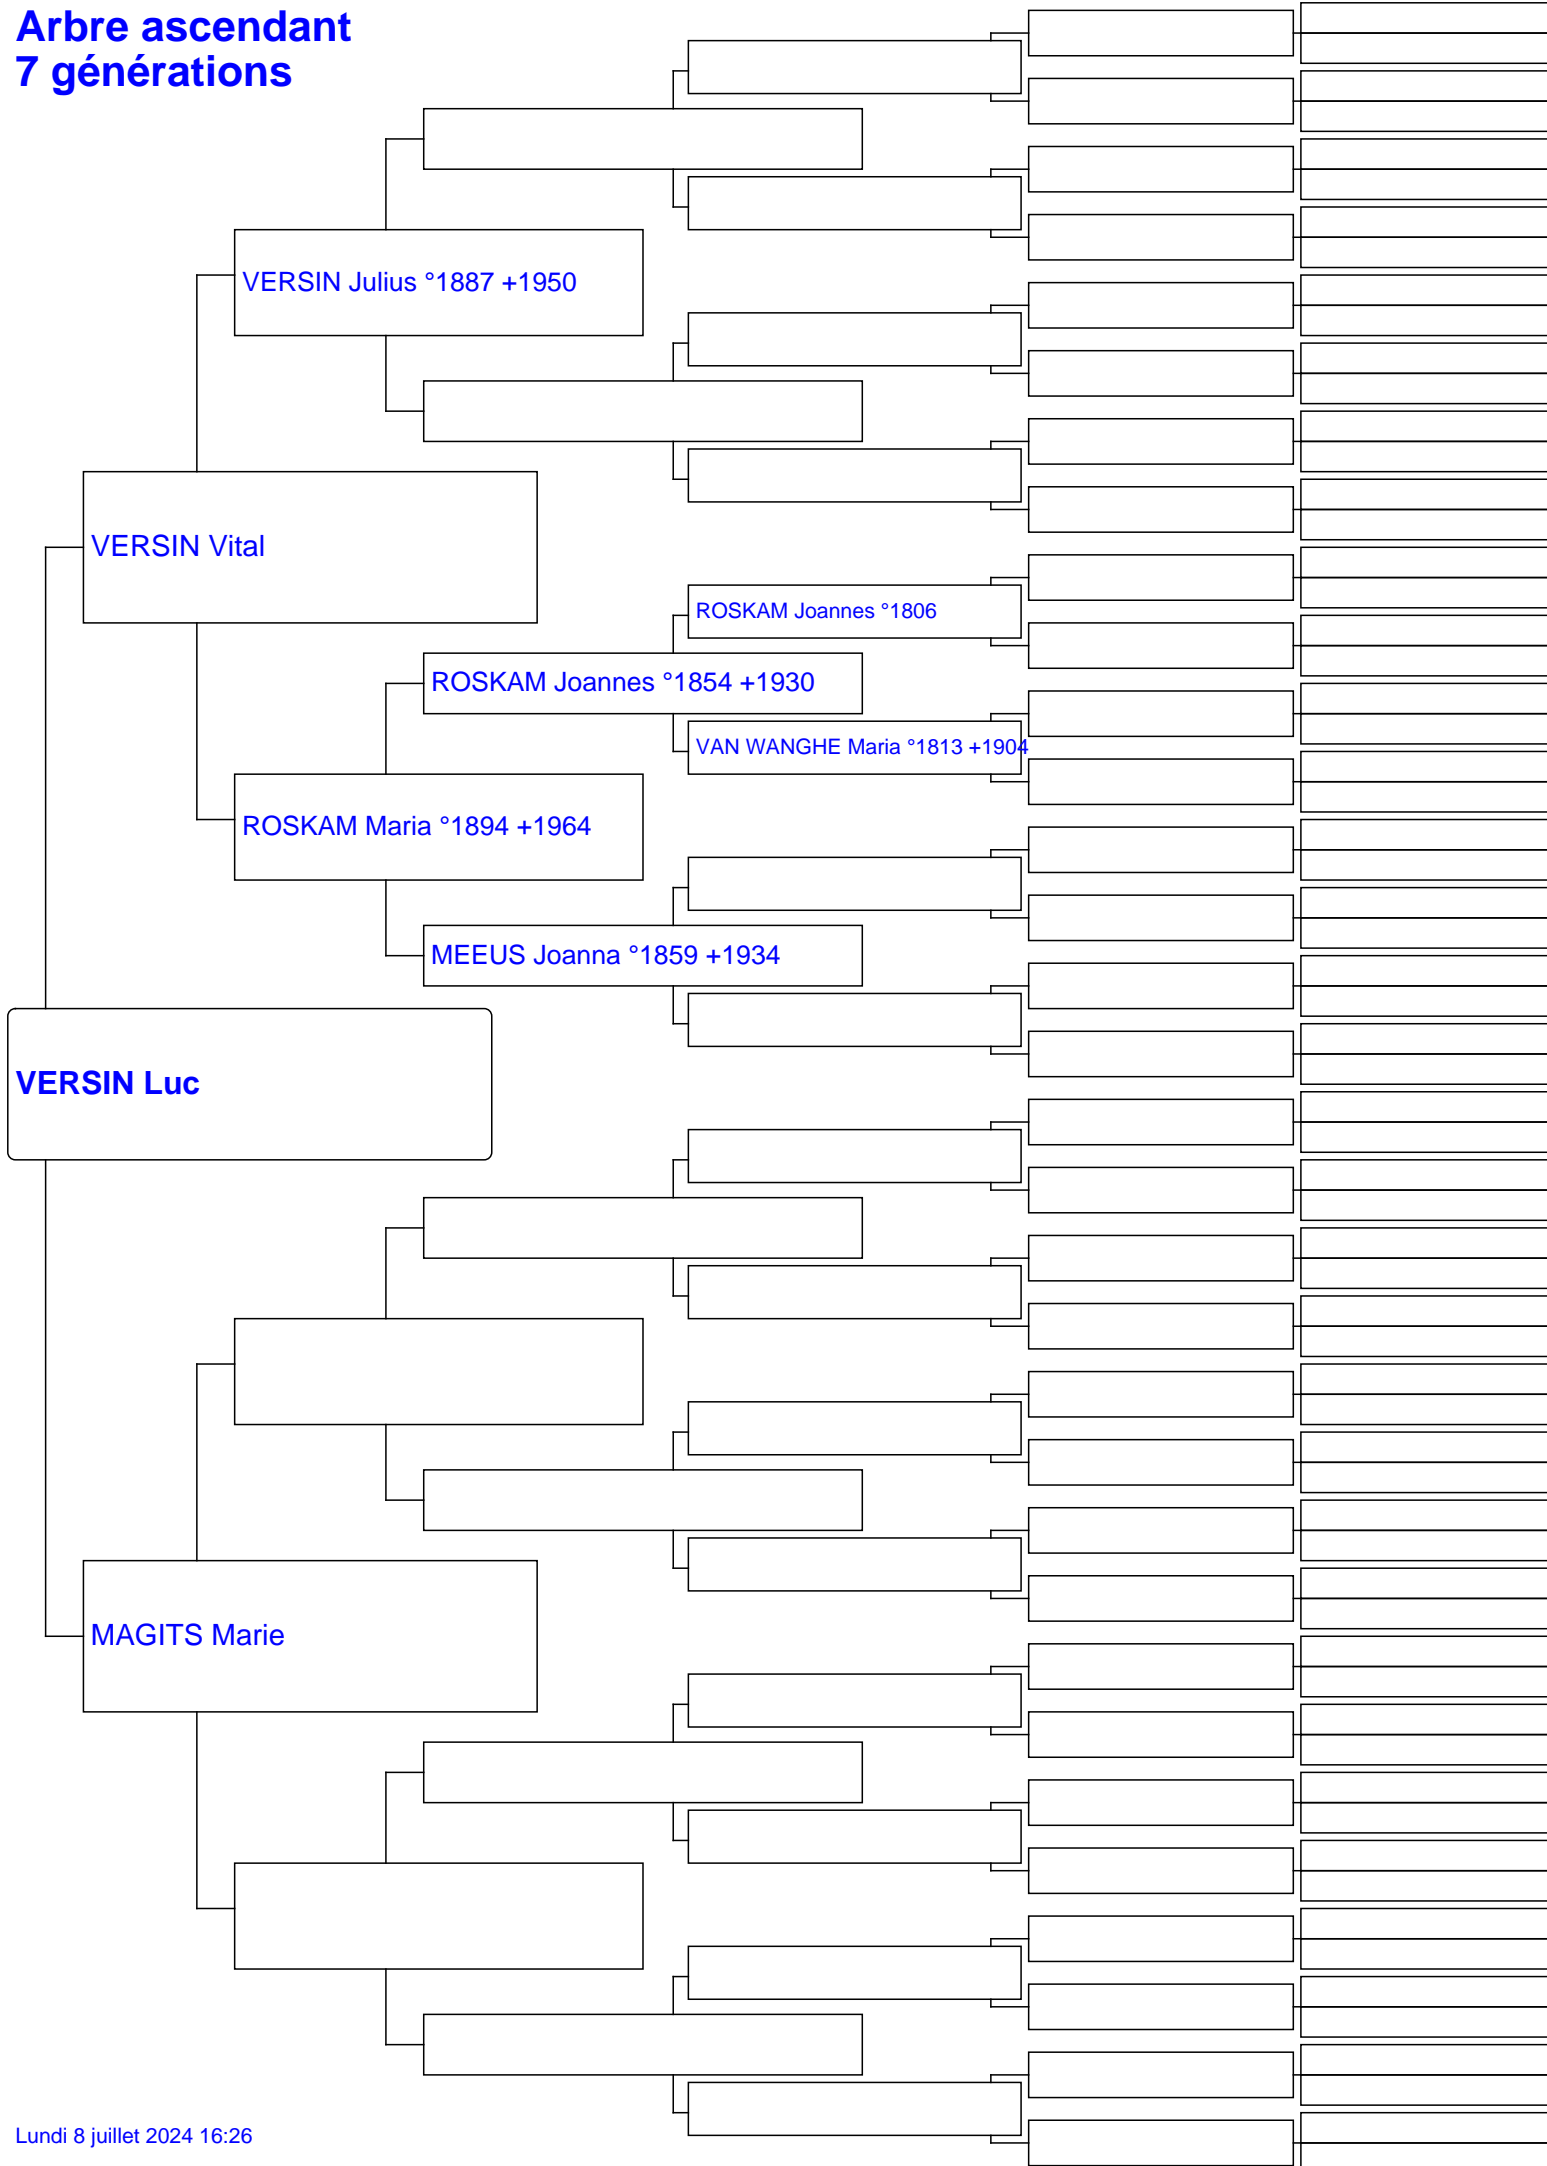 Arbre ascendant
7 générations
VERSIN Julius °1887 +1950
VERSIN Vital
ROSKAM Joannes °1806
ROSKAM Joannes °1854 +1930
VAN WANGHE Maria °1813 +1904
ROSKAM Maria °1894 +1964
MEEUS Joanna °1859 +1934
VERSIN Luc
MAGITS Marie
Lundi 8 juillet 2024 16:26